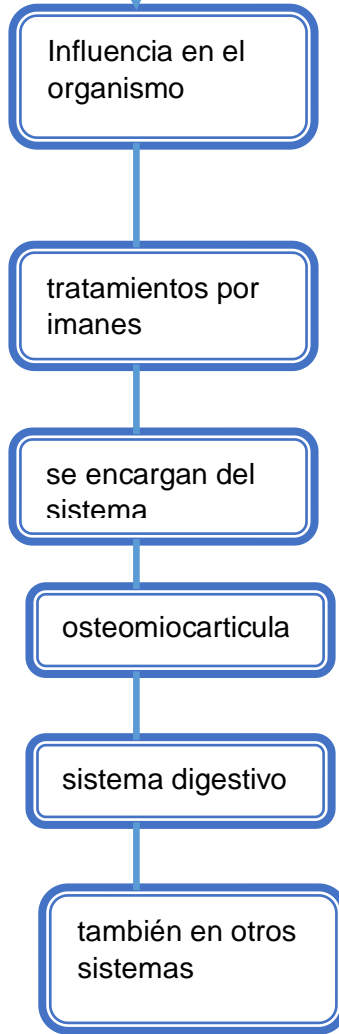 Influencia en el
organismo
tratamientos por
imanes
se encargan del
sistema
osteomiocarticula
sistema digestivo
también en otros
sistemas